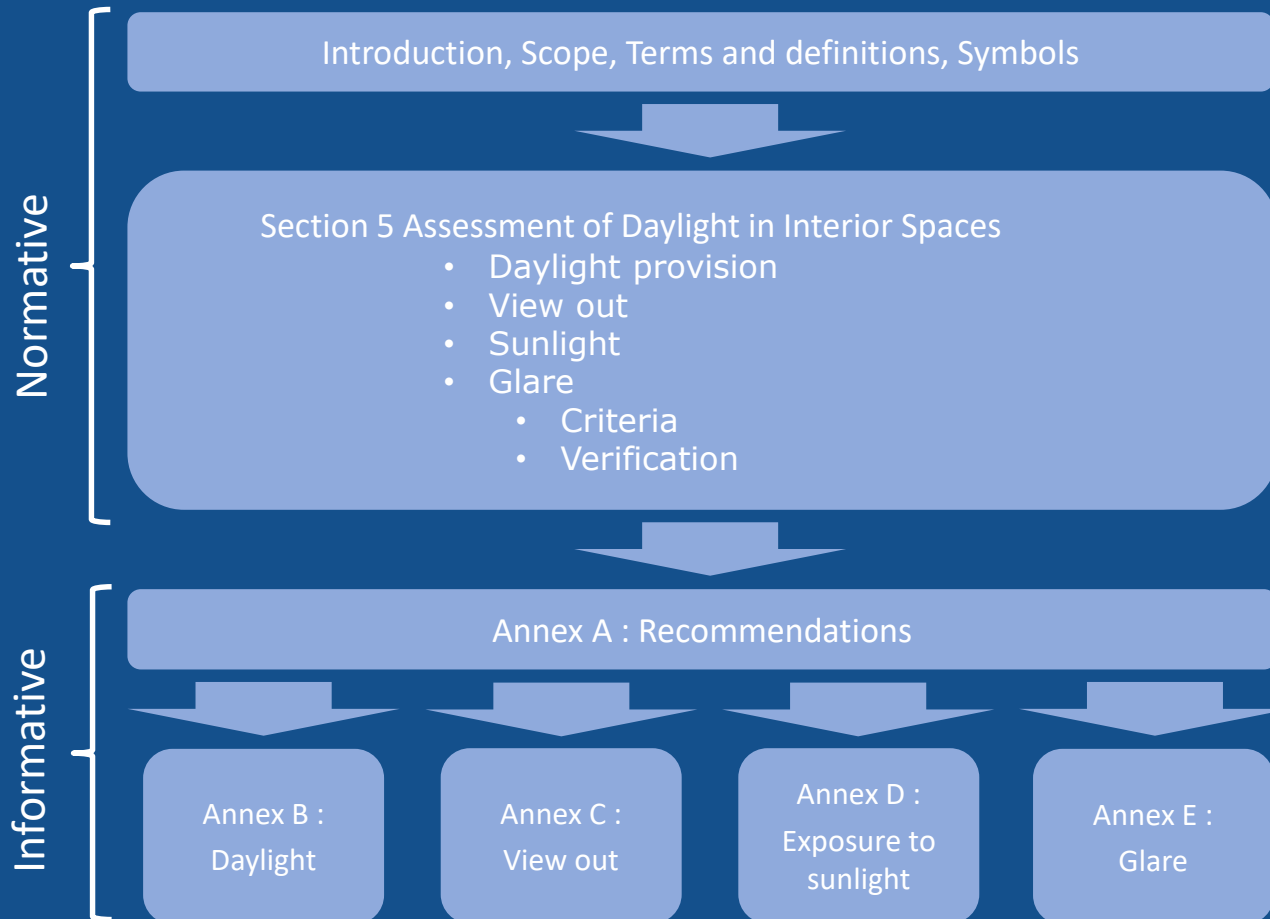 Normative
Introduction, Scope, Terms and definitions, Symbols
Section 5 Assessment of Daylight in Interior Spaces
• Daylight provision
• View out
• Sunlight
• Glare
• Criteria
• Verification
Informative
Annex A : Recommendations
Annex B :
Daylight
Annex C :
View out
Annex D :
Exposure to
sunlight
Annex E :
Glare